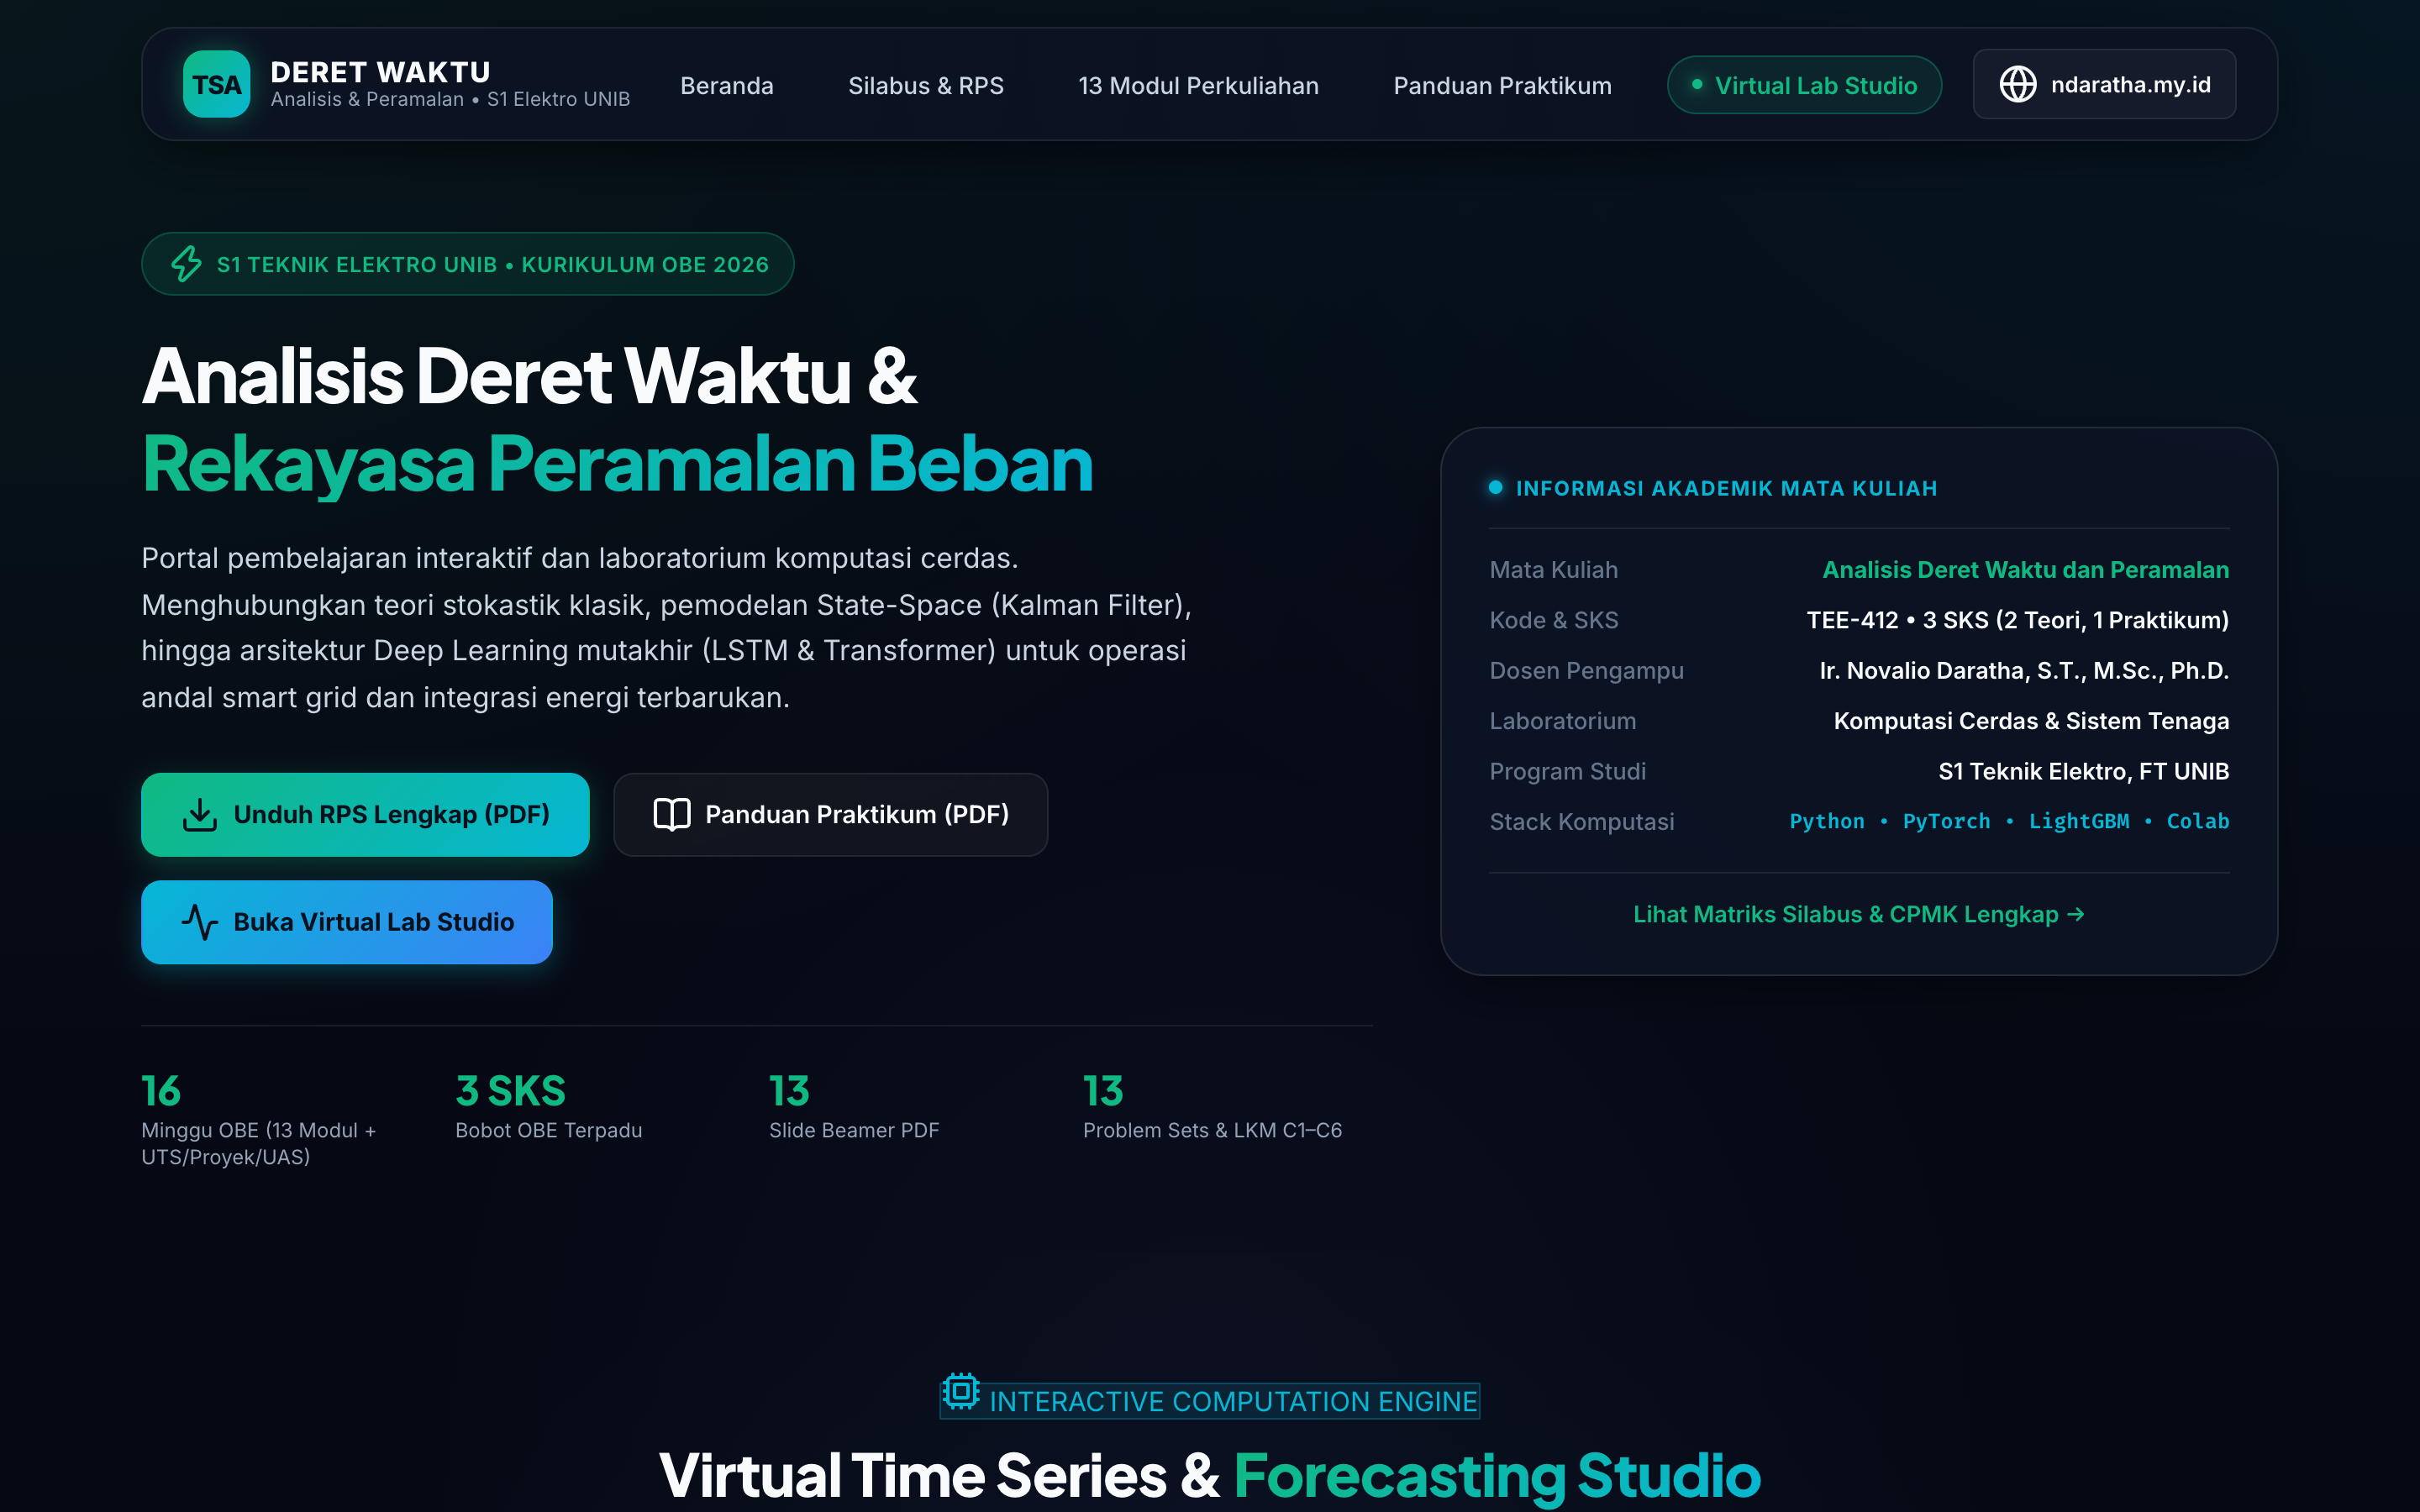 TSA
DERET WAKTU
Analisis & Peramalan • S1 Elektro UNIB
Beranda
Silabus & RPS
13 Modul Perkuliahan
Panduan Praktikum
Virtual Lab Studio
ndaratha.my.id
S1 TEKNIK ELEKTRO UNIB • KURIKULUM OBE 2026
Analisis Deret Waktu &
Rekayasa Peramalan Beban
Portal pembelajaran interaktif dan laboratorium komputasi cerdas.
Menghubungkan teori stokastik klasik, pemodelan State-Space (Kalman Filter),
hingga arsitektur Deep Learning mutakhir (LSTM & Transformer) untuk operasi
andal smart grid dan integrasi energi terbarukan.
Unduh RPS Lengkap (PDF)
Panduan Praktikum (PDF)
Buka Virtual Lab Studio
16
Minggu OBE (13 Modul +
UTS/Proyek/UAS)
3 SKS
Bobot OBE Terpadu
13
Slide Beamer PDF
13
Problem Sets & LKM C1–C6
INFORMASI AKADEMIK MATA KULIAH
Mata Kuliah
Analisis Deret Waktu dan Peramalan
Kode & SKS
TEE-412 • 3 SKS (2 Teori, 1 Praktikum)
Dosen Pengampu
Ir. Novalio Daratha, S.T., M.Sc., Ph.D.
Laboratorium
Komputasi Cerdas & Sistem Tenaga
Program Studi
S1 Teknik Elektro, FT UNIB
Stack Komputasi
Python • PyTorch • LightGBM • Colab
Lihat Matriks Silabus & CPMK Lengkap →
INTERACTIVE COMPUTATION ENGINE
Virtual Time Series & Forecasting Studio